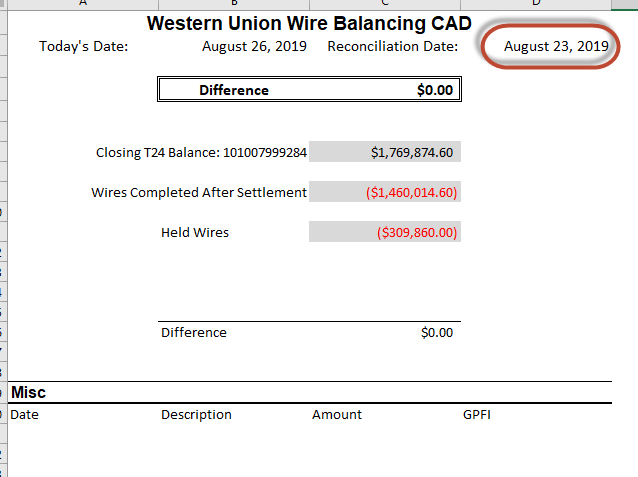 A B C D
Western Union Wire Balancing CAD
Today's Date: August 26, 2019 Reconciliation Date: August 23, 2019
Difference $0.00
Closing T24 Balance: 101007999284 $1,769,874.60
Wires Completed After Settlement ($1,460,014.60)
Held Wires ($309,860.00)
Difference $0.00
Misc
Date Description Amount GPFI